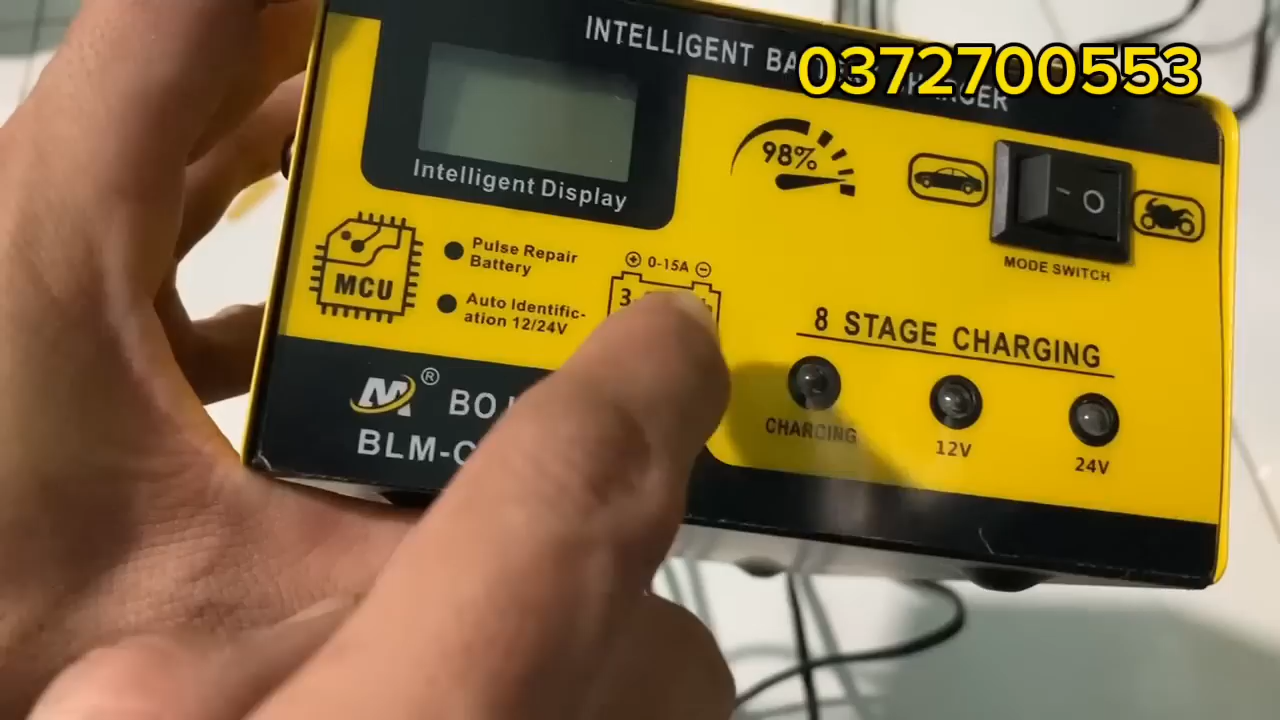 INTELLIGENT BA
CHARGER
0372700553
Intelligent Display
98%
MODE SWITCH
MCU
Pulse Repair
Battery
Auto Identific-
ation 12/24V
⊕ 0-15A ⊖
3
8 STAGE CHARGING
CHARGING
12V
24V
M®
BO
BLM-